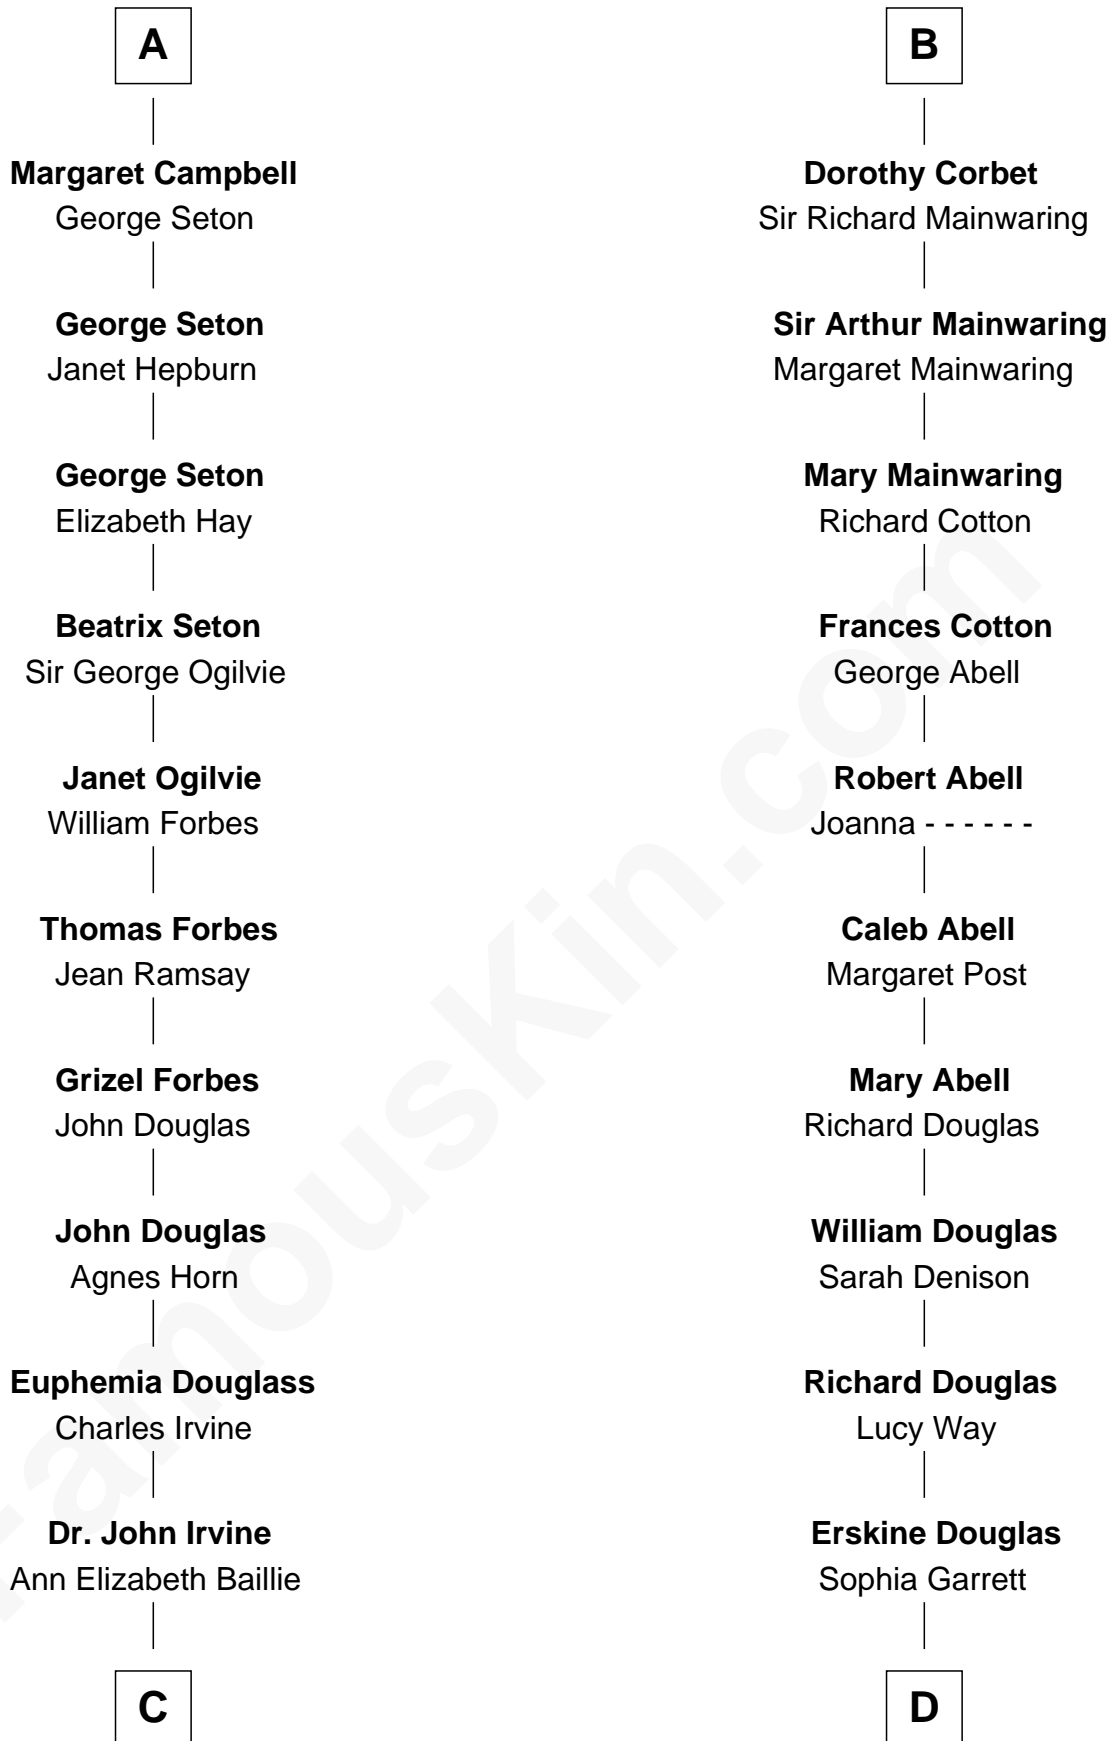 A
Margaret Campbell
George Seton
George Seton
Janet Hepburn
George Seton
Elizabeth Hay
Beatrix Seton
Sir George Ogilvie
Janet Ogilvie
William Forbes
Thomas Forbes
Jean Ramsay
Grizel Forbes
John Douglas
John Douglas
Agnes Horn
Euphemia Douglass
Charles Irvine
Dr. John Irvine
Ann Elizabeth Baillie
C
B
Dorothy Corbet
Sir Richard Mainwaring
Sir Arthur Mainwaring
Margaret Mainwaring
Mary Mainwaring
Richard Cotton
Frances Cotton
George Abell
Robert Abell
Joanna - - - - - -
Caleb Abell
Margaret Post
Mary Abell
Richard Douglas
William Douglas
Sarah Denison
Richard Douglas
Lucy Way
Erskine Douglas
Sophia Garrett
D
FamousKin.com